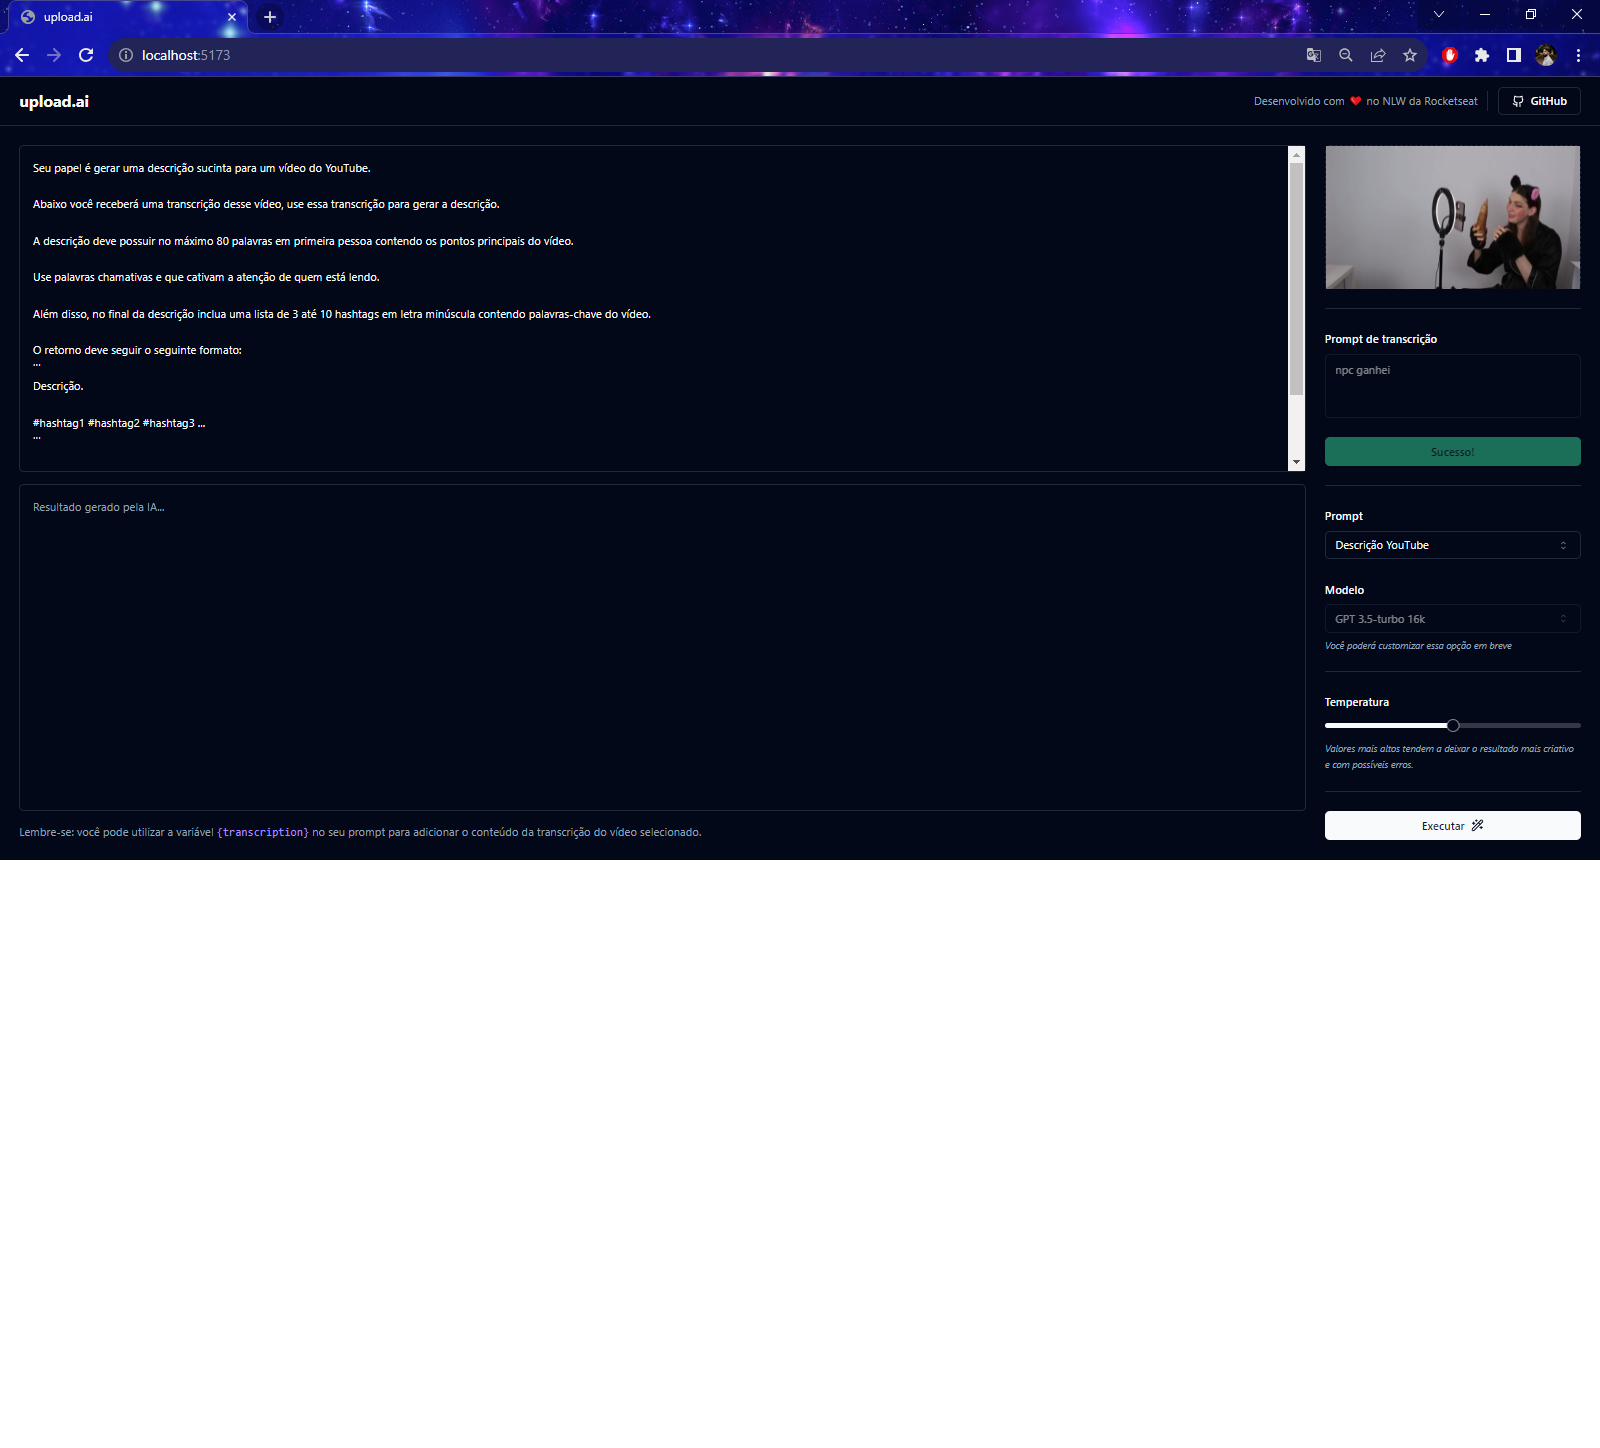 upload.ai
localhost:5173
upload.ai
Desenvolvido com ❤️ no NLW da Rocketseat
GitHub
Seu papel é gerar uma descrição sucinta para um vídeo do YouTube.
Abaixo você receberá uma transcrição desse vídeo, use essa transcrição para gerar a descrição.
A descrição deve possuir no máximo 80 palavras em primeira pessoa contendo os pontos principais do vídeo.
Use palavras chamativas e que cativam a atenção de quem está lendo.
Além disso, no final da descrição inclua uma lista de 3 até 10 hashtags em letra minúscula contendo palavras-chave do vídeo.
O retorno deve seguir o seguinte formato:
'''
Descrição.
#hashtag1 #hashtag2 #hashtag3 ...
'''
Resultado gerado pela IA...
Lembre-se: você pode utilizar a variável {transcription} no seu prompt para adicionar o conteúdo da transcrição do vídeo selecionado.
Prompt de transcrição
npc ganhei
Sucesso!
Prompt
Descrição YouTube
Modelo
GPT 3.5-turbo 16k
Você poderá customizar essa opção em breve
Temperatura
Valores mais altos tendem a deixar o resultado mais criativo
e com possíveis erros.
Executar